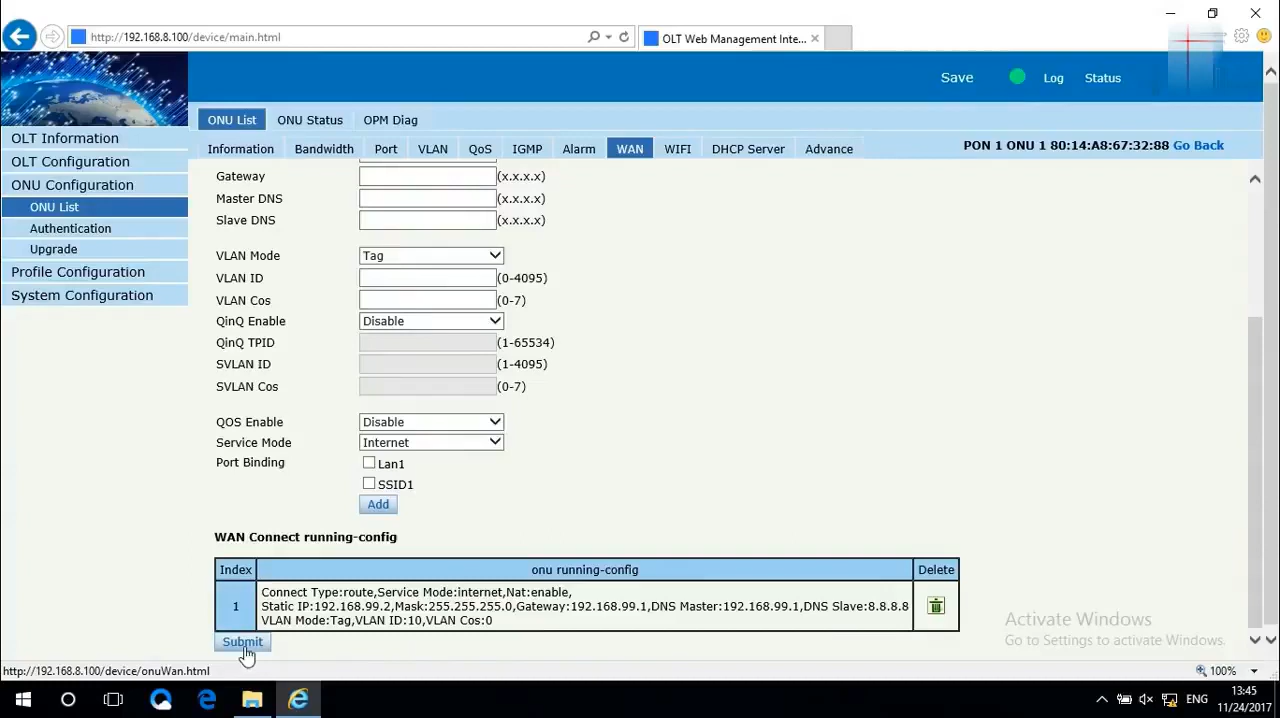 http://192.168.8.100/device/main.html
OLT Web Management Inte...
Save
Log
Status
ONU List
ONU Status
OPM Diag
Information
Bandwidth
Port
VLAN
QoS
IGMP
Alarm
WAN
WIFI
DHCP Server
Advance
PON 1 ONU 1 80:14:A8:67:32:88 Go Back
OLT Information
OLT Configuration
ONU Configuration
ONU List
Authentication
Upgrade
Profile Configuration
System Configuration
Gateway (x.x.x.x)
Master DNS (x.x.x.x)
Slave DNS (x.x.x.x)
VLAN Mode Tag
VLAN ID (0-4095)
VLAN Cos (0-7)
QinQ Enable Disable
QinQ TPID (1-65534)
SVLAN ID (1-4095)
SVLAN Cos (0-7)
QOS Enable Disable
Service Mode Internet
Port Binding Lan1
SSID1
Add
WAN Connect running-config
Index onu running-config Delete
1
Connect Type:route,Service Mode:internet,Nat:enable,
Static IP:192.168.99.2,Mask:255.255.255.0,Gateway:192.168.99.1,DNS Master:192.168.99.1,DNS Slave:8.8.8.8
VLAN Mode:Tag,VLAN ID:10,VLAN Cos:0
Submit
Activate Windows
Go to Settings to activate Windows.
http://192.168.8.100/device/onuWan.html
100%
ENG
13:45
11/24/2017